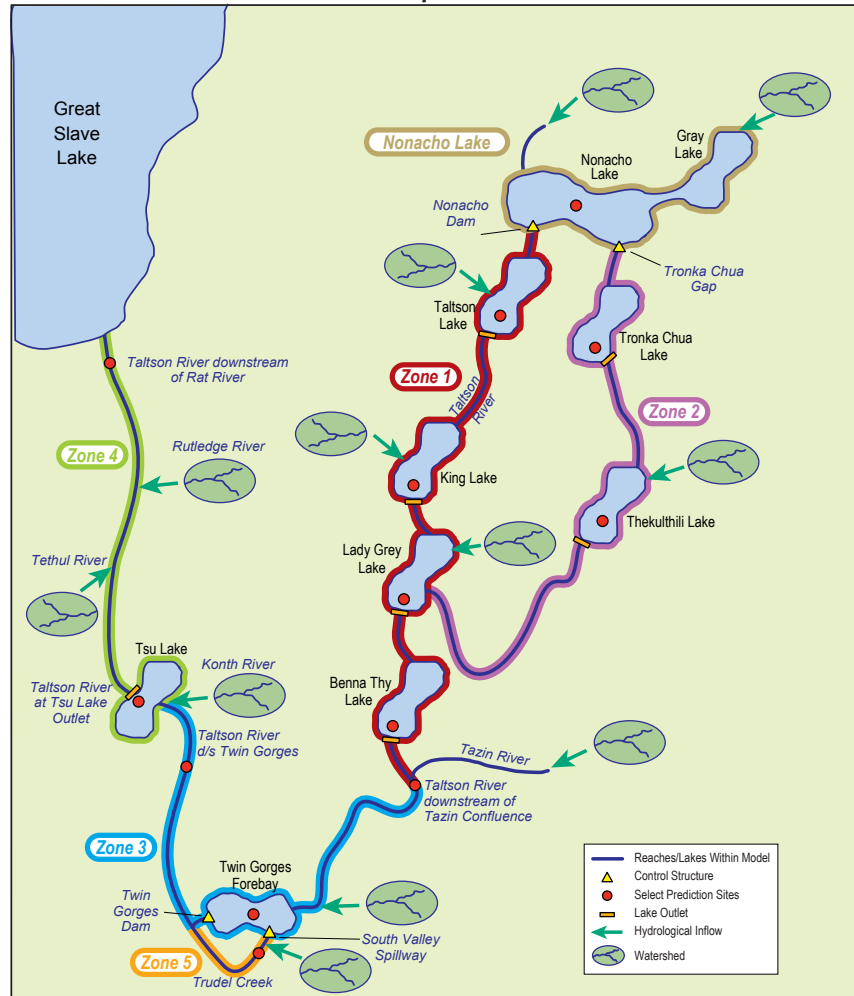 Great
Slave
Lake
Nonacho Lake
Gray
Lake
Nonacho
Lake
Nonacho
Dam
Tronka Chua
Gap
Taltson
Lake
Tronka Chua
Lake
Taltson River downstream
of Rat River
Zone 1
Taltson
River
Zone 2
Zone 4
Rutledge River
King Lake
Thekulthili Lake
Lady Grey
Lake
Tethul River
Tsu Lake
Konth River
Benna Thy
Lake
Taltson River
at Tsu Lake
Outlet
Taltson River
d/s Twin Gorges
Tazin River
Taltson River
downstream of
Tazin Confluence
Zone 3
Twin Gorges
Forebay
Twin
Gorges
Dam
South Valley
Spillway
Zone 5
Trudel Creek
Reaches/Lakes Within Model
Control Structure
Select Prediction Sites
Lake Outlet
Hydrological Inflow
Watershed